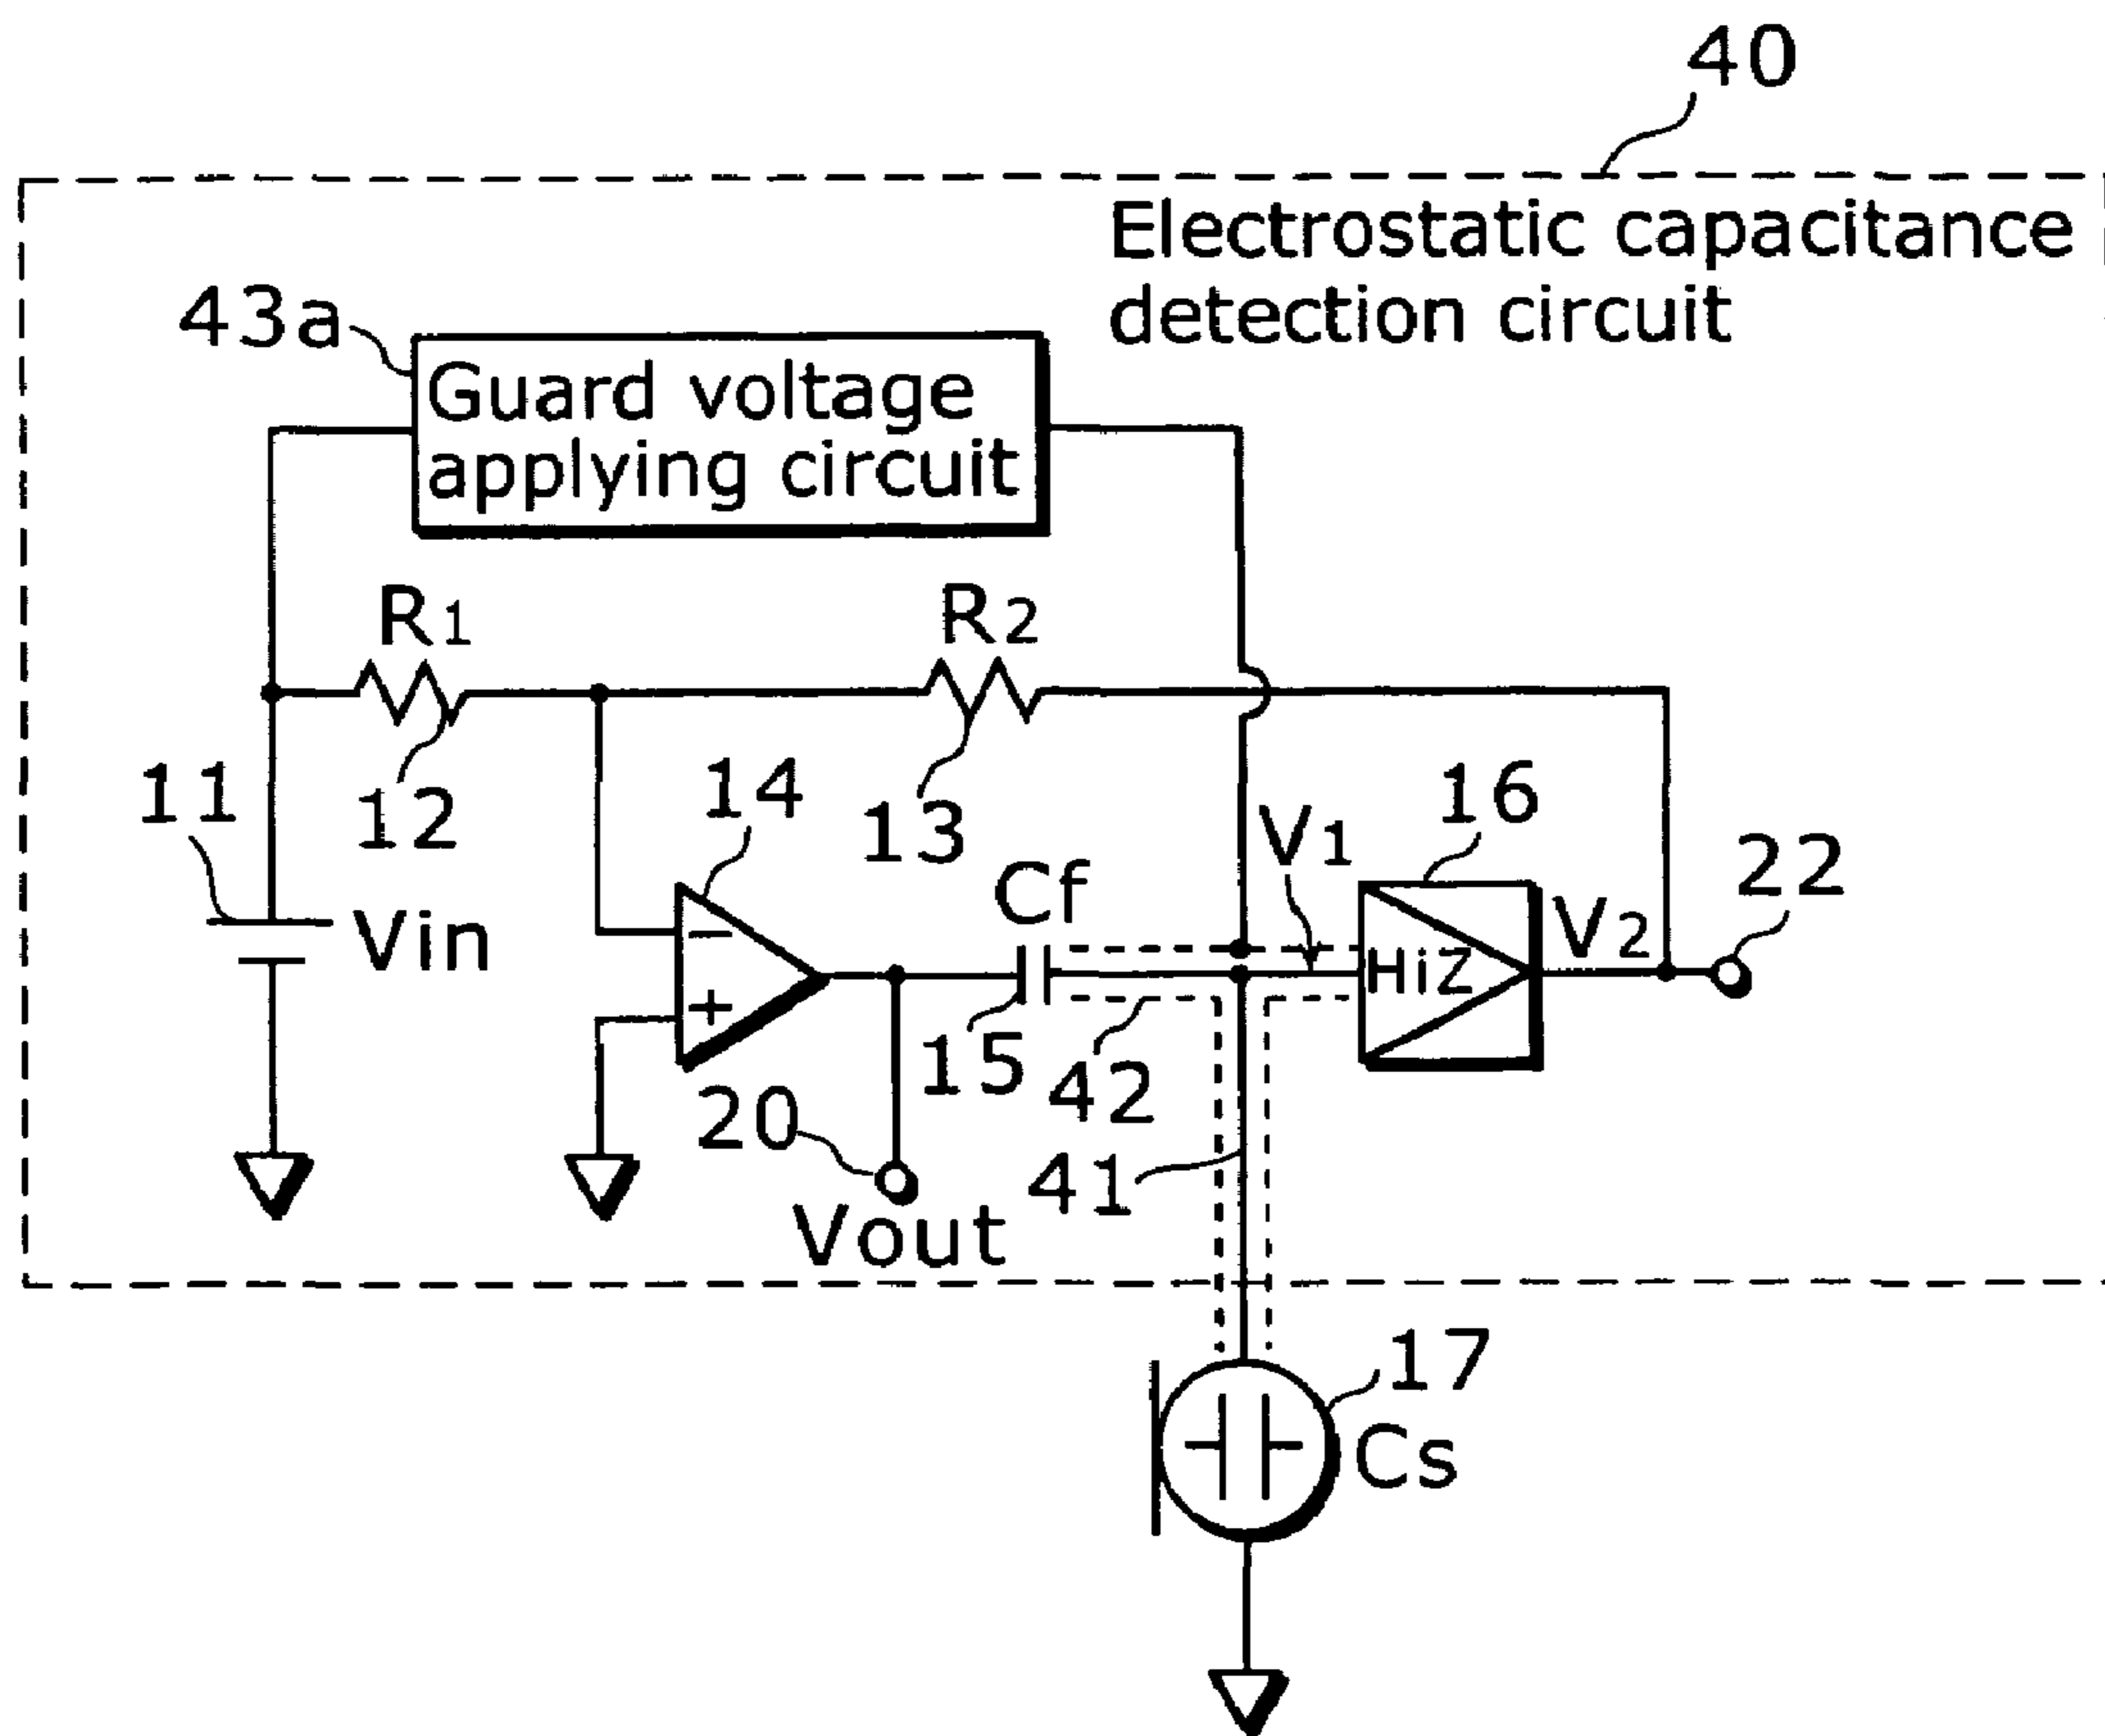 40
Electrostatic capacitance
detection circuit
43a
Guard voltage
applying circuit
R1
R2
11
12
14
13
V1
16
22
Vin
Cf
−
+
HiZ
V2
15
42
20
41
Vout
17
Cs